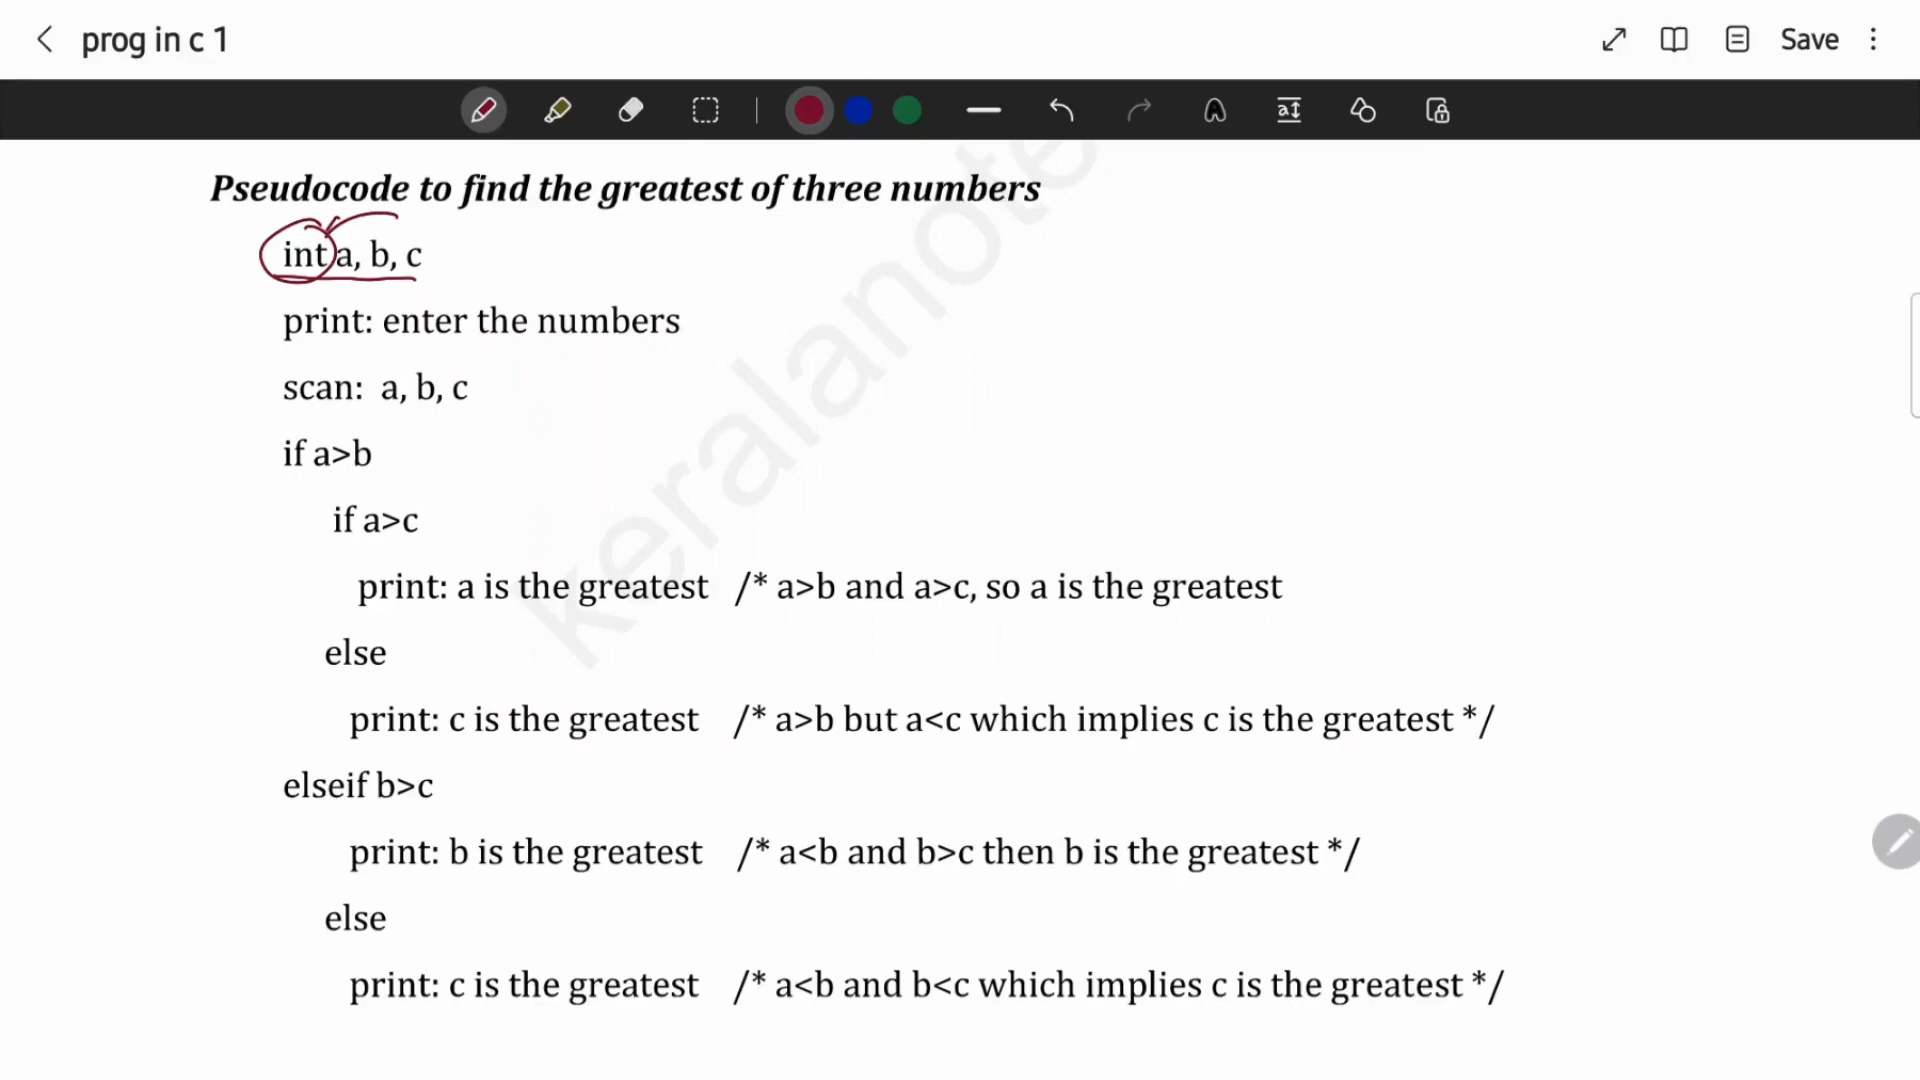 prog in c 1
Save
Pseudocode to find the greatest of three numbers
int a, b, c
print: enter the numbers
scan:  a, b, c
if a>b
if a>c
print: a is the greatest   /* a>b and a>c, so a is the greatest
else
print: c is the greatest   /* a>b but a<c which implies c is the greatest */
elseif b>c
print: b is the greatest   /* a<b and b>c then b is the greatest */
else
print: c is the greatest   /* a<b and b<c which implies c is the greatest */
keralanote